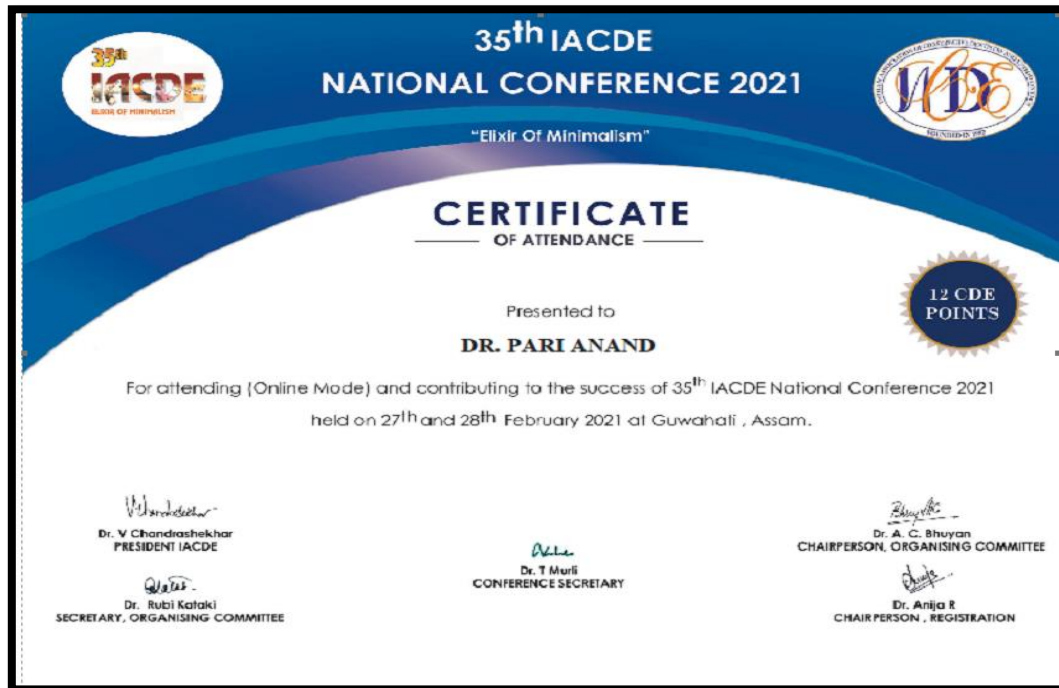 35th IACDE
NATIONAL CONFERENCE 2021
"Elixir Of Minimalism"
35th
IACDE
ELIXIR OF MINIMALISM
IACDE
FOUNDED IN
CERTIFICATE
OF ATTENDANCE
12 CDE
POINTS
Presented to
DR. PARI ANAND
For attending (Online Mode) and contributing to the success of 35th IACDE National Conference 2021
held on 27th and 28th February 2021 at Guwahati , Assam.
Dr. V Chandrashekhar
PRESIDENT IACDE
Dr. A. C. Bhuyan
CHAIRPERSON, ORGANISING COMMITTEE
Dr. T Murli
CONFERENCE SECRETARY
Dr. Rubi Kataki
SECRETARY, ORGANISING COMMITTEE
Dr. Anija R
CHAIR PERSON , REGISTRATION